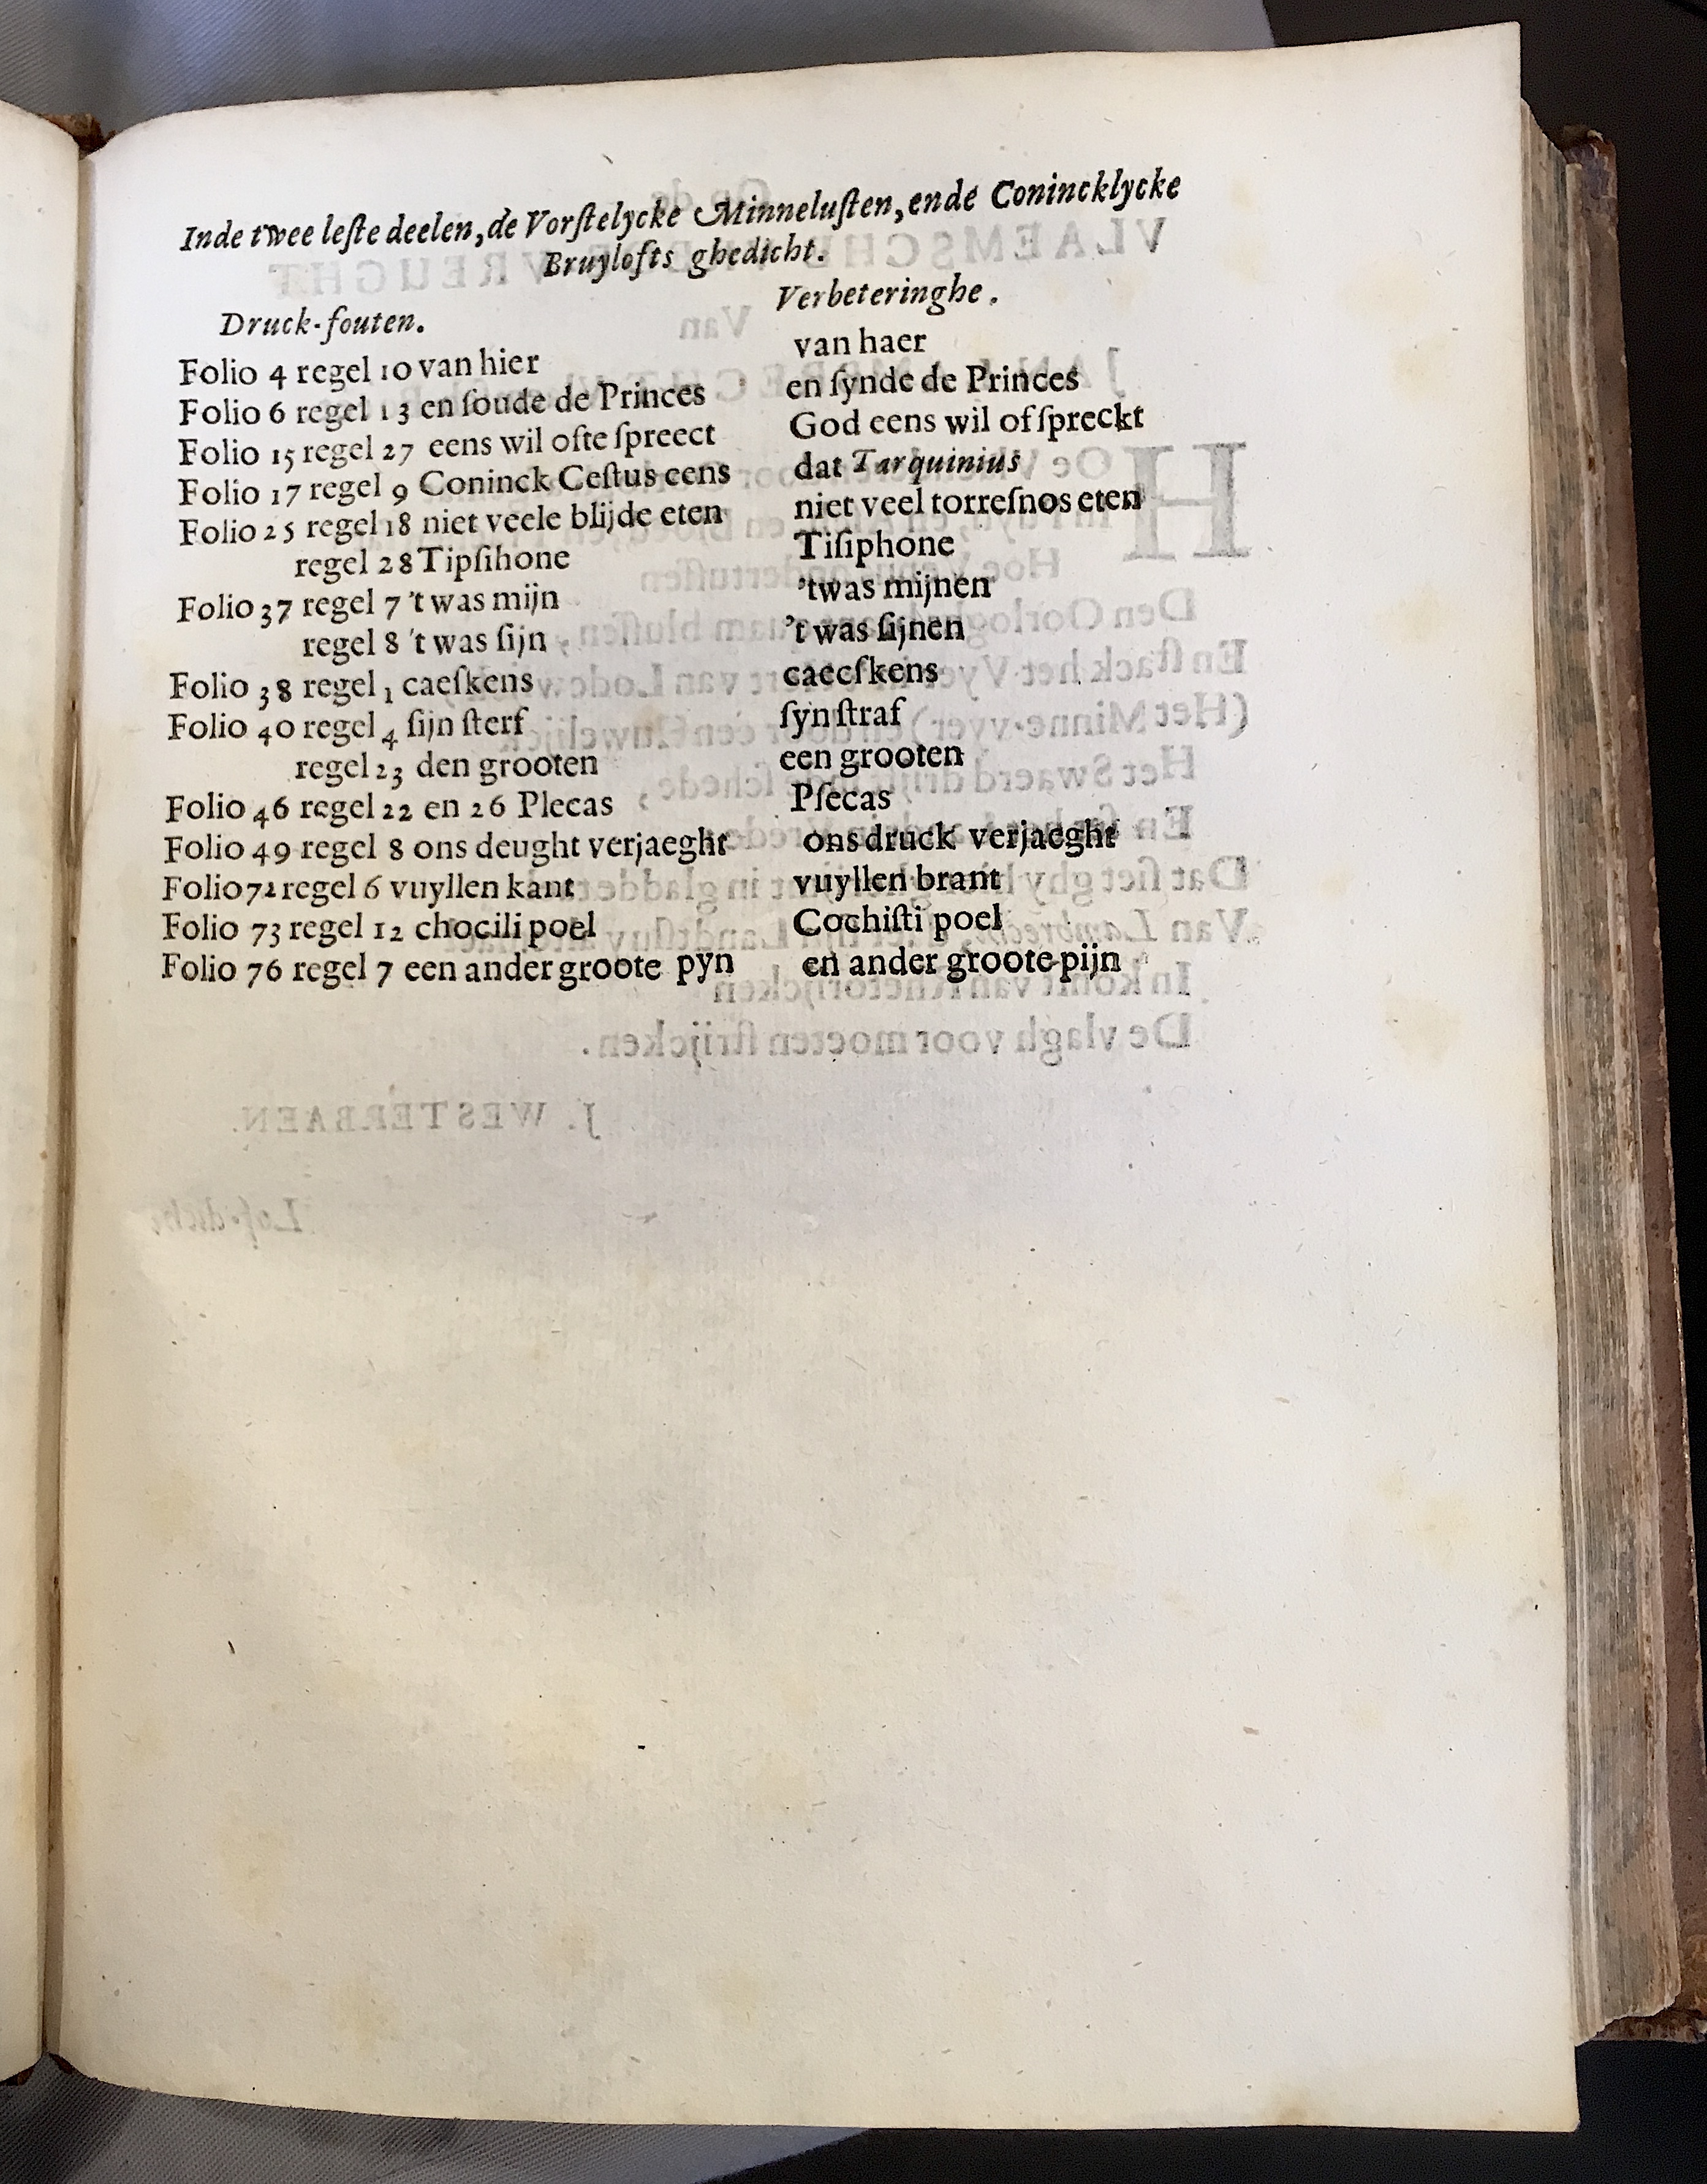 Inde twee leſte deelen, de Vorſtelycke Minneluſten, ende Conincklycke
Bruylofts ghedicht.
Druck-fouten. Verbeteringhe.
Folio 4 regel 10 van hier van haer
Folio 6 regel 13 en ſoude de Princes en ſynde de Princes
Folio 15 regel 27 eens wil ofte ſpreect God eens wil of ſpreckt
Folio 17 regel 9 Coninck Ceſtus eens dat Tarquinius
Folio 25 regel 18 niet veele blijde eten niet veel torreſnos eten
regel 28 Tipſihone Tiſiphone
Folio 37 regel 7 't was mijn 'twas mijnen
regel 8 't was ſijn 't was ſijnen
Folio 38 regel 1 caeſkens caecſkens
Folio 40 regel 4 ſijn ſterf ſyn ſtraf
regel 23 den grooten een grooten
Folio 46 regel 22 en 26 Plecas Pſecas
Folio 49 regel 8 ons deught verjaeght ons druck verjaeght
Folio 72 regel 6 vuyllen kant vuyllen brant
Folio 73 regel 12 chocili poel Cochiſti poel
Folio 76 regel 7 een ander groote pyn en ander groote pijn